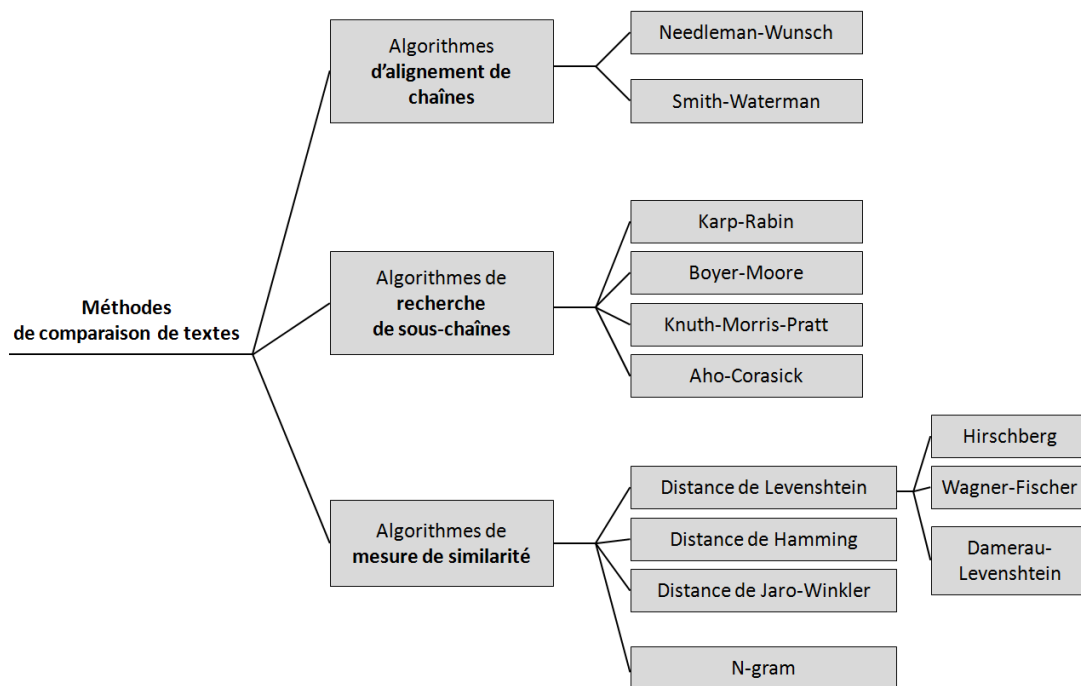 Méthodes
de comparaison de textes
Algorithmes
d’alignement de
chaînes
Needleman-Wunsch
Smith-Waterman
Algorithmes de
recherche
de sous-chaînes
Karp-Rabin
Boyer-Moore
Knuth-Morris-Pratt
Aho-Corasick
Algorithmes de
mesure de similarité
Distance de Levenshtein
Hirschberg
Wagner-Fischer
Damerau-
Levenshtein
Distance de Hamming
Distance de Jaro-Winkler
N-gram